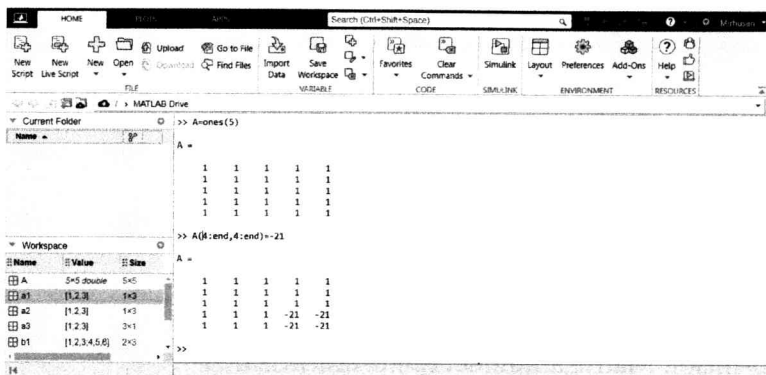 HOME PLOTS APPS Search (Ctrl+Shift+Space)
New Script
New Live Script
New
Open
Upload
Download
Go to File
Find Files
Import Data
Save Workspace
Favorites
Clear Commands
Simulink
Layout
Preferences
Add-Ons
Help
FILE VARIABLE CODE SIMULINK ENVIRONMENT RESOURCES
/ > MATLAB Drive
Current Folder
Name
>> A=ones(5)
A =
1 1 1 1 1
1 1 1 1 1
1 1 1 1 1
1 1 1 1 1
1 1 1 1 1
>> A(4:end,4:end)=-21
A =
1 1 1 1 1
1 1 1 1 1
1 1 1 1 1
1 1 1 -21 -21
1 1 1 -21 -21
>>
Workspace
Name Value Size
A 5×5 double 5×5
a1 [1,2,3] 1×3
a2 [1,2,3] 1×3
a3 [1;2;3] 3×1
b1 [1,2,3;4,5,6] 2×3